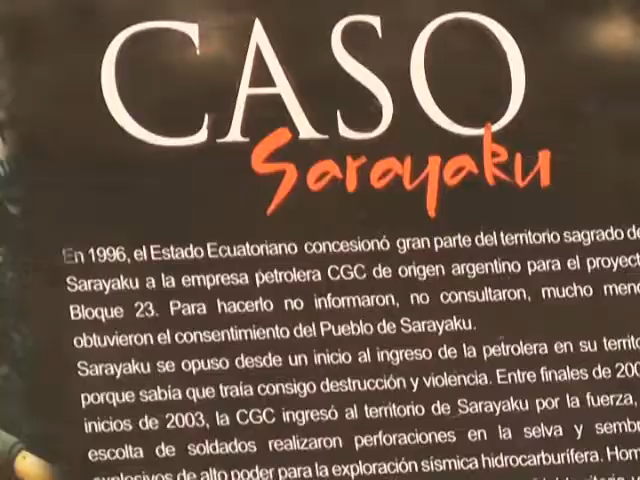 CASO
Sarayaku
En 1996, el Estado Ecuatoriano concesionó gran parte del territorio sagrado de
Sarayaku a la empresa petrolera CGC de origen argentino para el proyect
Bloque 23. Para hacerlo no informaron, no consultaron, mucho meno
obtuvieron el consentimiento del Pueblo de Sarayaku.
Sarayaku se opuso desde un inicio al ingreso de la petrolera en su territo
porque sabía que traía consigo destrucción y violencia. Entre finales de 200
inicios de 2003, la CGC ingresó al territorio de Sarayaku por la fuerza,
escolta de soldados realizaron perforaciones en la selva y sembr
explosivos de alto poder para la exploración sísmica hidrocarburífera. Hom